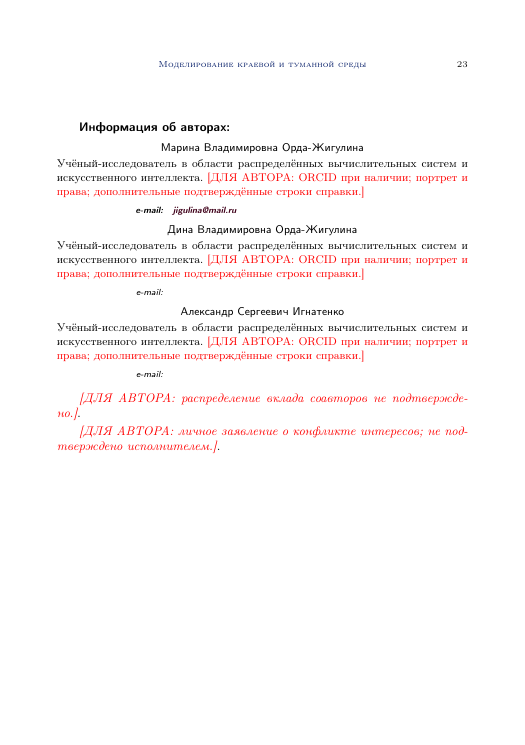 Моделирование краевой и туманной среды 23
Информация об авторах:
Марина Владимировна Орда-Жигулина
Учёный-исследователь в области распределённых вычислительных систем и
искусственного интеллекта. [ДЛЯ АВТОРА: ORCID при наличии; портрет и
права; дополнительные подтверждённые строки справки.]
e-mail: jigulina@mail.ru
Дина Владимировна Орда-Жигулина
Учёный-исследователь в области распределённых вычислительных систем и
искусственного интеллекта. [ДЛЯ АВТОРА: ORCID при наличии; портрет и
права; дополнительные подтверждённые строки справки.]
e-mail:
Александр Сергеевич Игнатенко
Учёный-исследователь в области распределённых вычислительных систем и
искусственного интеллекта. [ДЛЯ АВТОРА: ORCID при наличии; портрет и
права; дополнительные подтверждённые строки справки.]
e-mail:
[ДЛЯ АВТОРА: распределение вклада соавторов не подтвержде-
но.].
[ДЛЯ АВТОРА: личное заявление о конфликте интересов; не под-
тверждено исполнителем.].